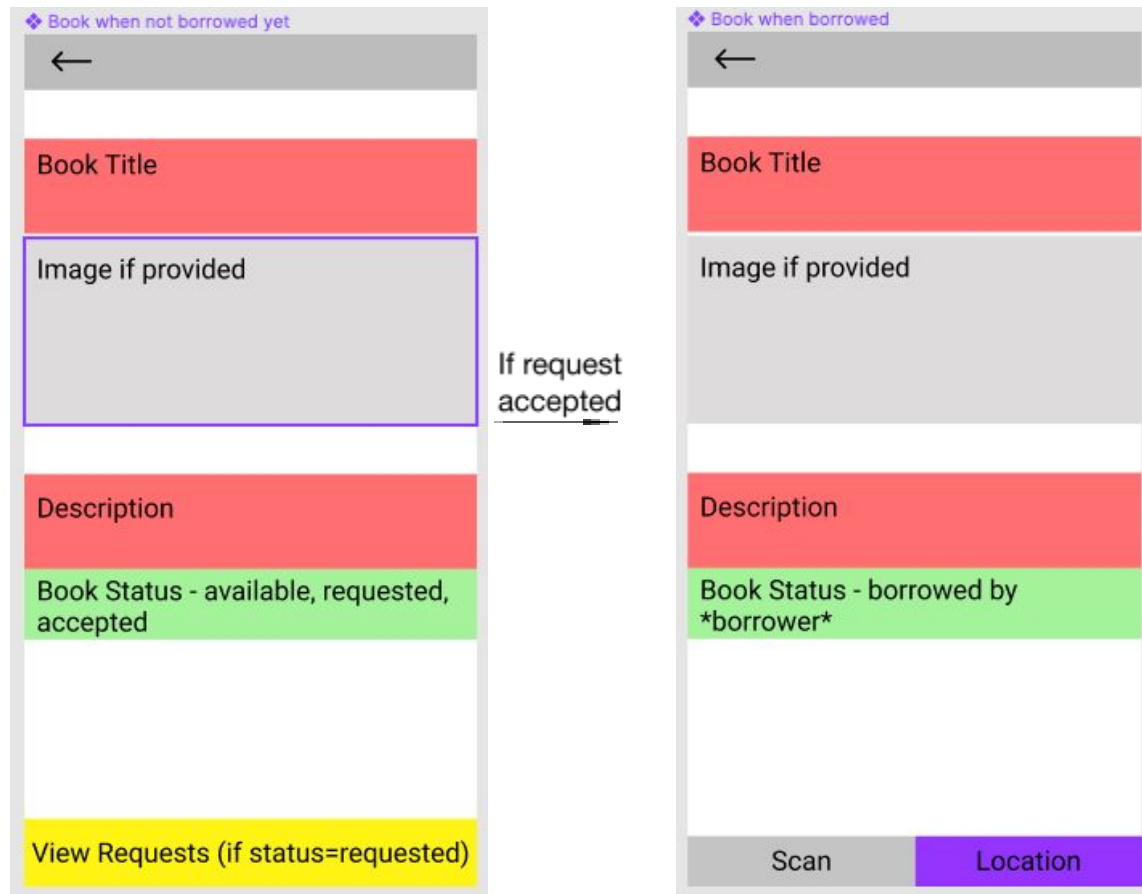 Book when not borrowed yet
Book Title
Image if provided
Description
Book Status - available, requested,
accepted
View Requests (if status=requested)
If request
accepted
Book when borrowed
Book Title
Image if provided
Description
Book Status - borrowed by
*borrower*
Scan
Location